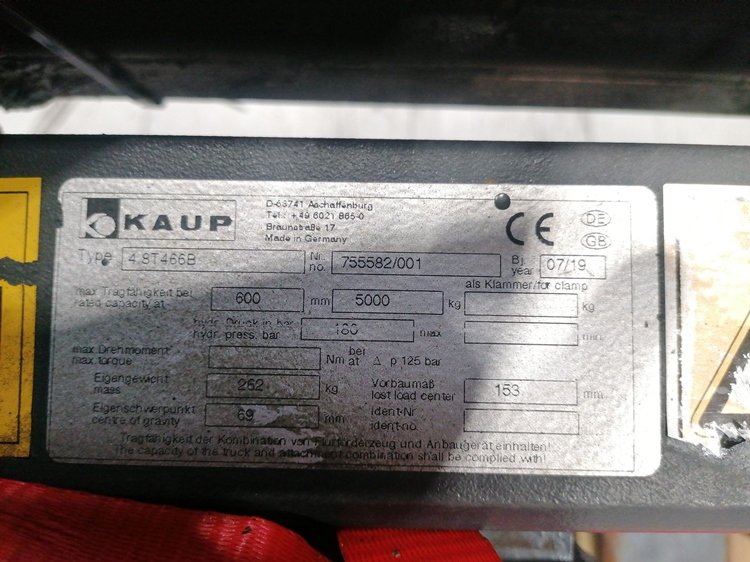 KAUP
D-63741 Aschaffenburg
Tel.: +49 6021 865-0
Braunstraße 17
Made in Germany
CE
DE
GB
Type 4.8T466B
Nr. no. 755582/001
Bj. year 07/19
als Klammer/for clamp
max. Tragfähigkeit bei
rated capacity at 600 mm 5000 kg kg
hydr. Druck in bar
hydr. press. bar max min.
max. Drehmoment
max. torque Nm bei at Δ p 125 bar
Eigengewicht
mass 262 kg
Vorbaumaß
lost load center 153 mm
Eigenschwerpunkt
centre of gravity 69 mm
Ident-Nr
ident-no.
Tragfähigkeit der Kombination von Flurförderzeug und Anbaugerät einhalten!
The capacity of the truck and attachment combination shall be complied with!